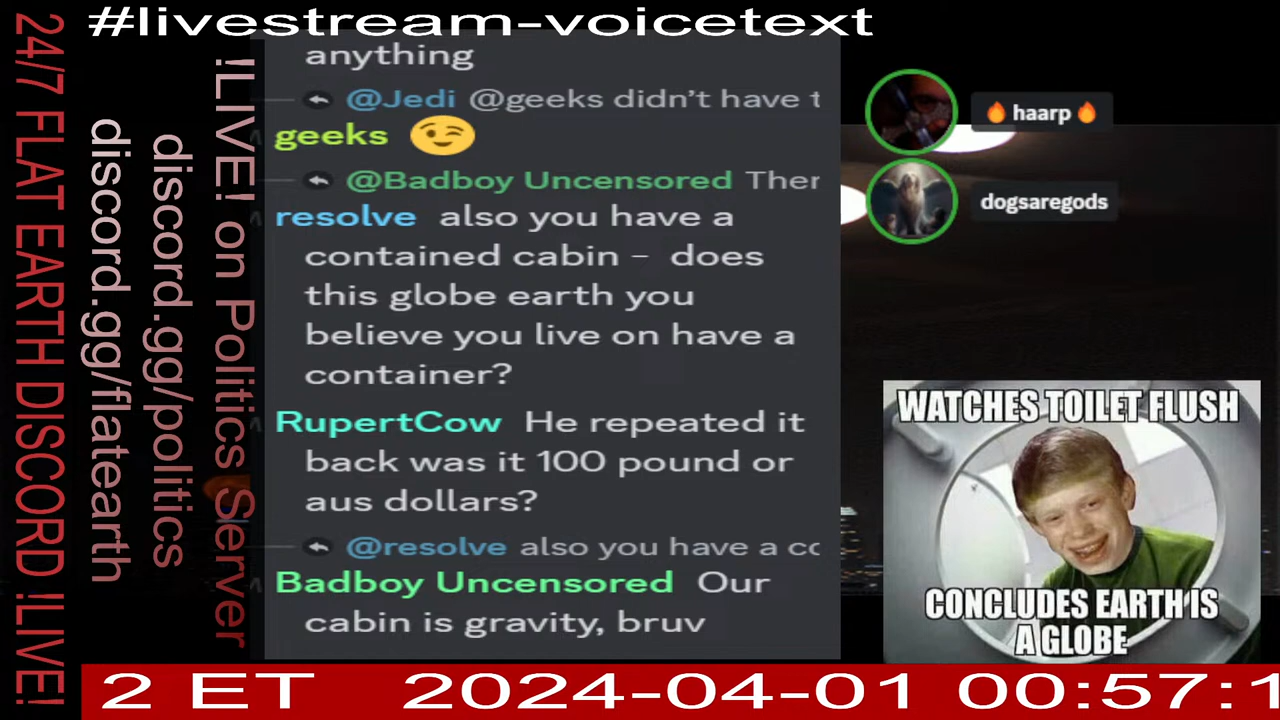 #livestream-voicetext
24/7 FLAT EARTH DISCORD !LIVE!
discord.gg/flatearth
discord.gg/politics
!LIVE! on Politics Server
anything
@Jedi @geeks didn't have t
geeks 😉
@Badboy Uncensored Ther
resolve also you have a
contained cabin - does
this globe earth you
believe you live on have a
container?
RupertCow He repeated it
back was it 100 pound or
aus dollars?
@resolve also you have a co
Badboy Uncensored Our
cabin is gravity, bruv
🔥 haarp 🔥
dogsaregods
WATCHES TOILET FLUSH
CONCLUDES EARTH IS
A GLOBE
2 ET 2024-04-01 00:57:1